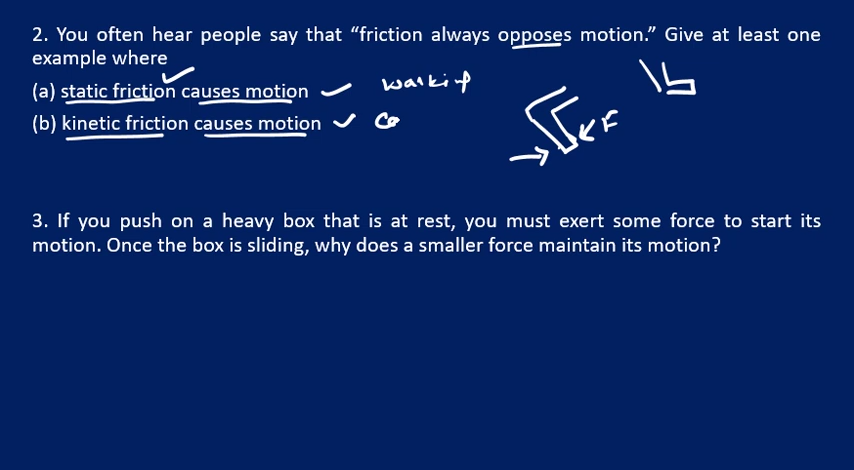 2. You often hear people say that “friction always opposes motion.” Give at least one
example where
(a) static friction causes motion walking
(b) kinetic friction causes motion Co
F
3. If you push on a heavy box that is at rest, you must exert some force to start its
motion. Once the box is sliding, why does a smaller force maintain its motion?